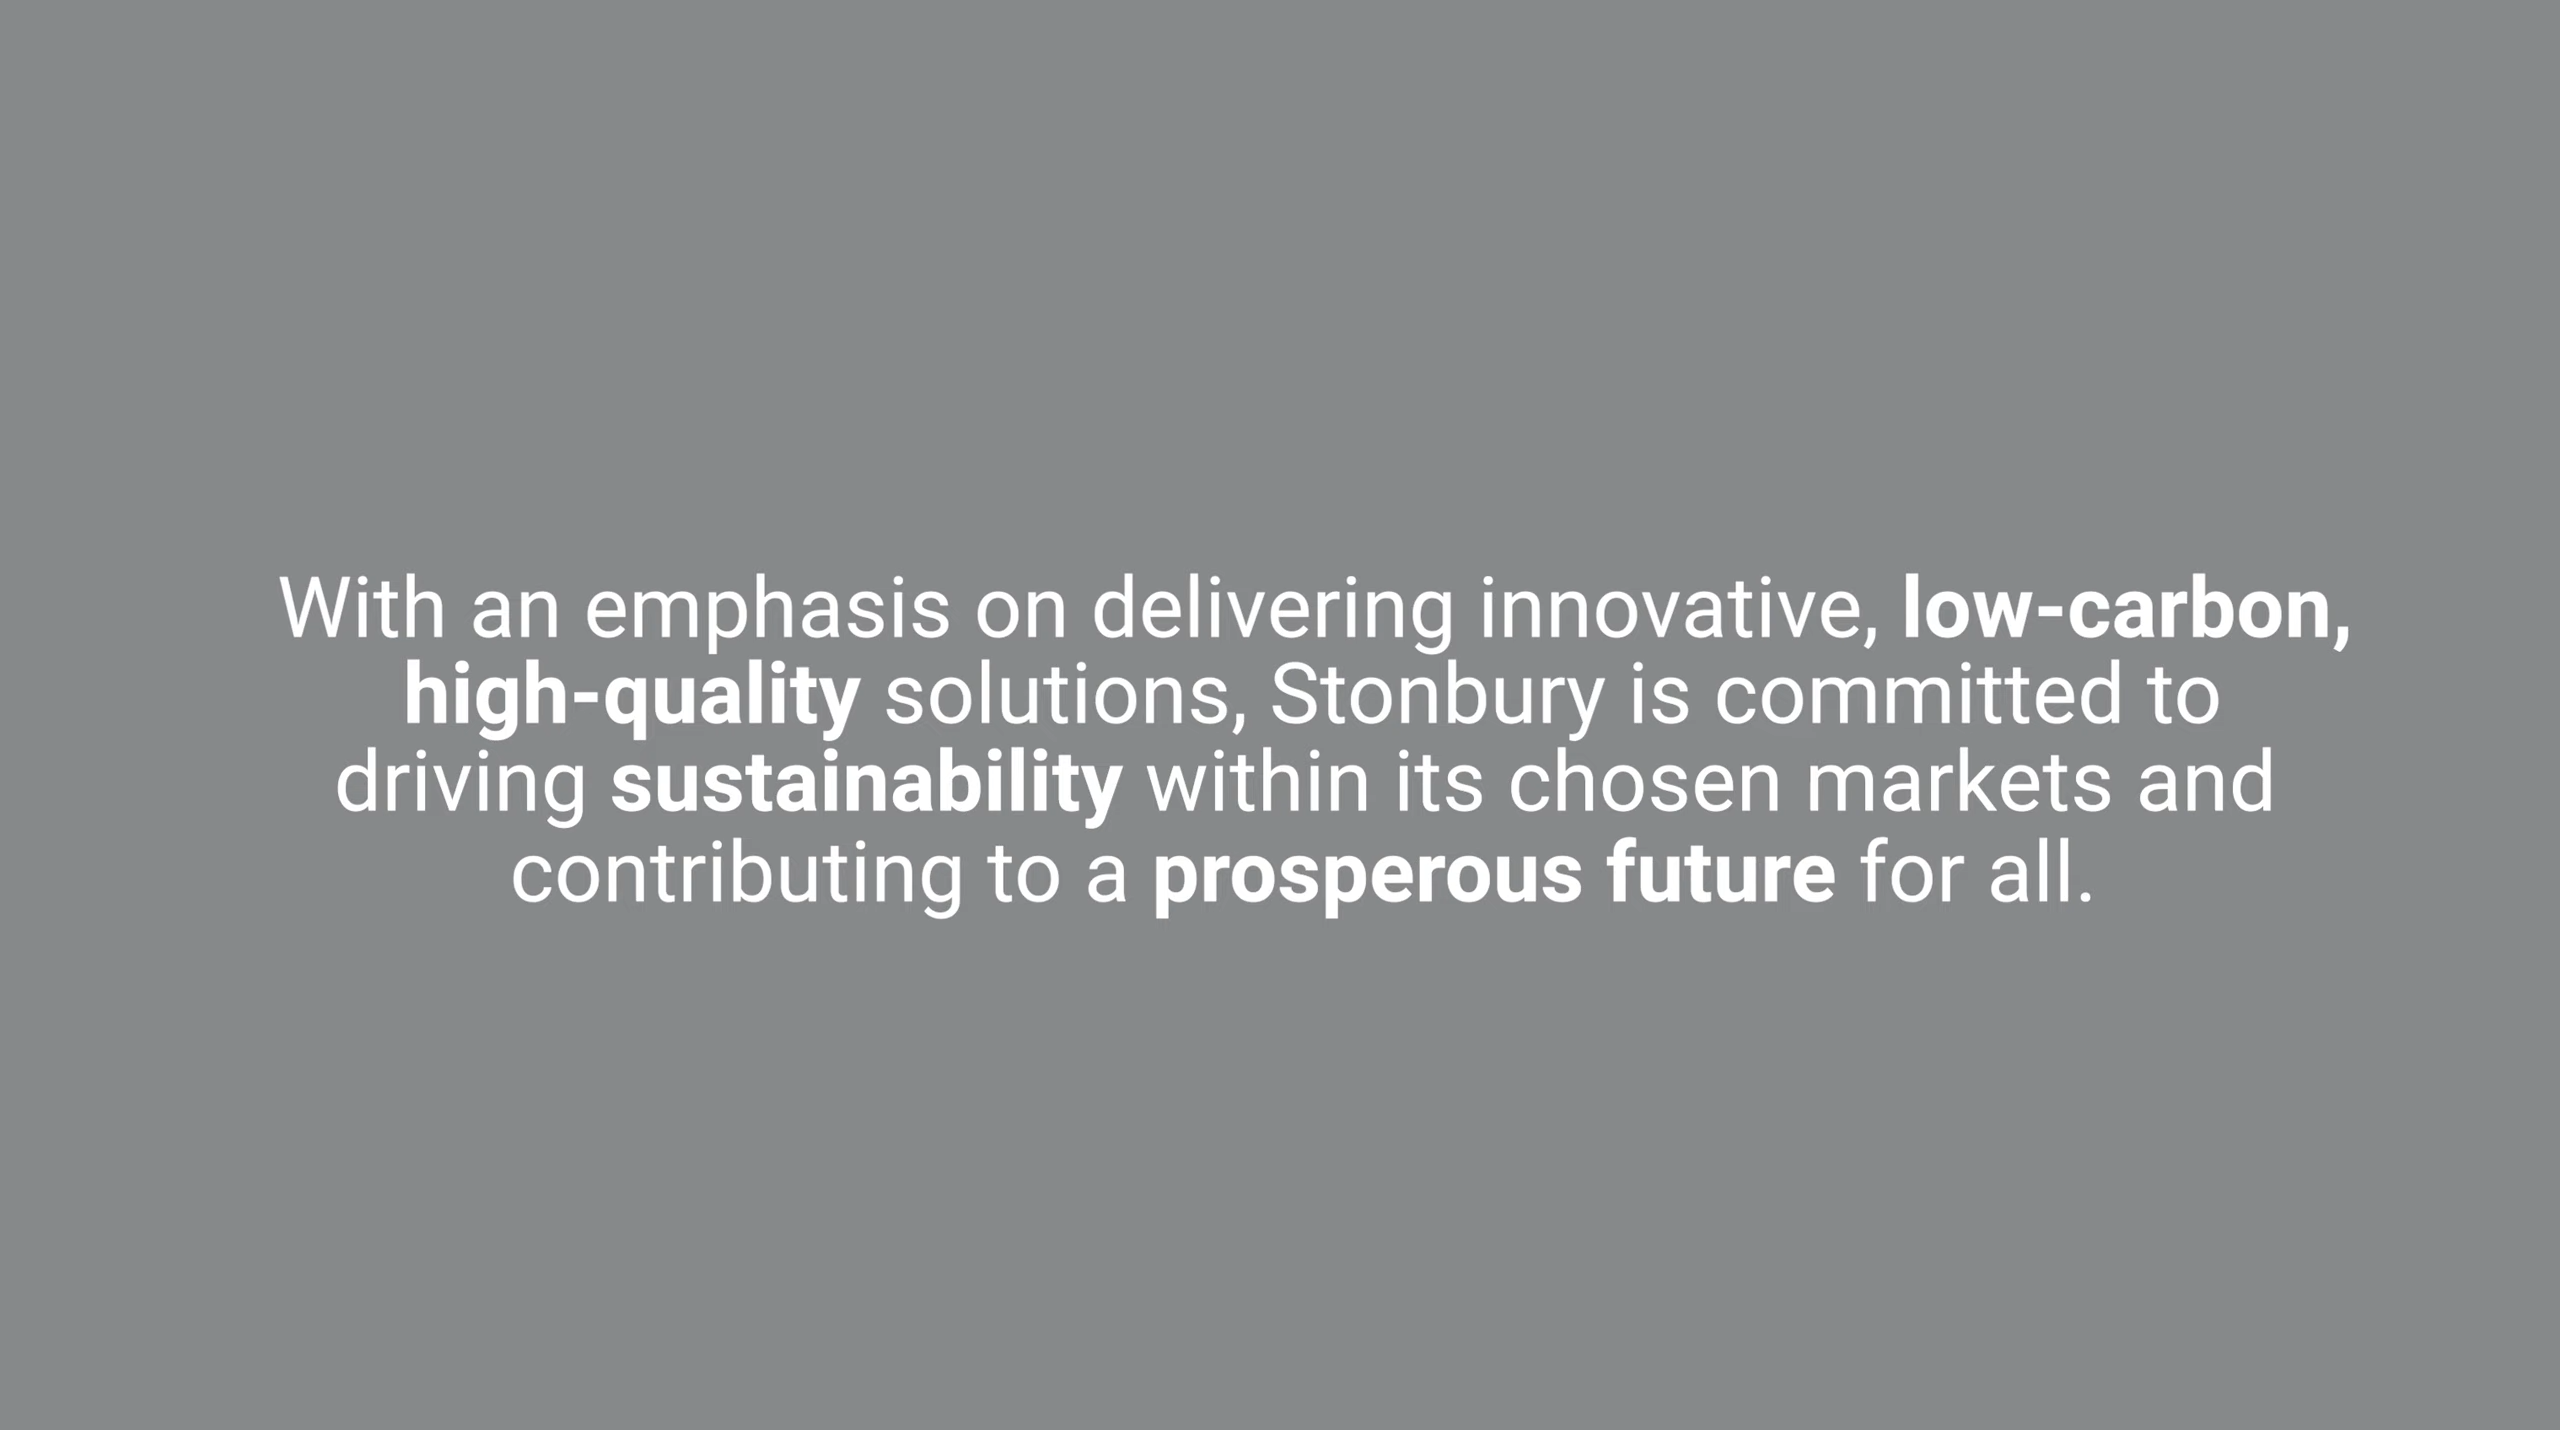 With an emphasis on delivering innovative, low-carbon,
high-quality solutions, Stonbury is committed to
driving sustainability within its chosen markets and
contributing to a prosperous future for all.